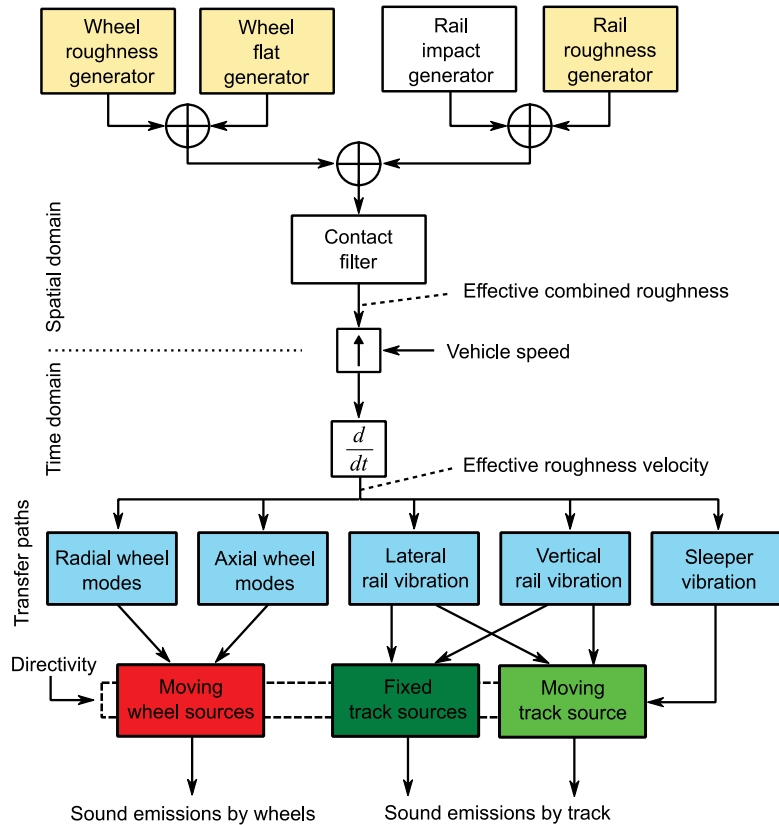 Wheel
roughness
generator
Wheel
flat
generator
Rail
impact
generator
Rail
roughness
generator
Spatial domain
Contact
filter
Effective combined roughness
Vehicle speed
Time domain
d
dt
Effective roughness velocity
Transfer paths
Radial wheel
modes
Axial wheel
modes
Lateral
rail vibration
Vertical
rail vibration
Sleeper
vibration
Directivity
Moving
wheel sources
Fixed
track sources
Moving
track source
Sound emissions by wheels
Sound emissions by track